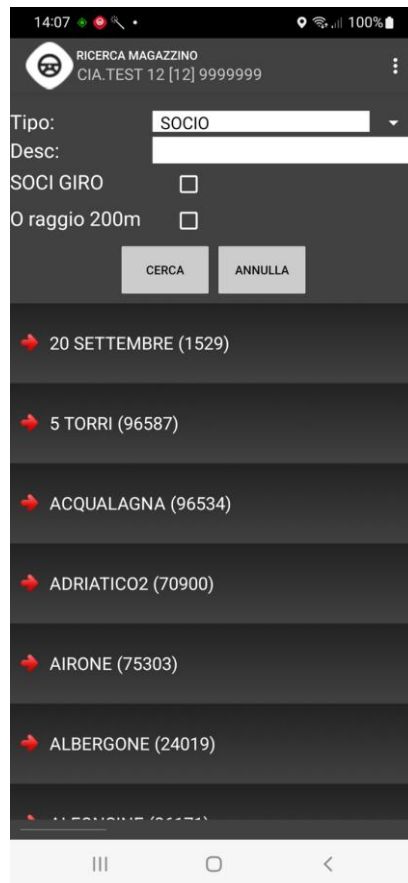 14:07 100%
RICERCA MAGAZZINO
CIA.TEST 12 [12] 9999999
Tipo: SOCIO
Desc:
SOCI GIRO
O raggio 200m
CERCA ANNULLA
20 SETTEMBRE (1529)
5 TORRI (96587)
ACQUALAGNA (96534)
ADRIATICO2 (70900)
AIRONE (75303)
ALBERGONE (24019)